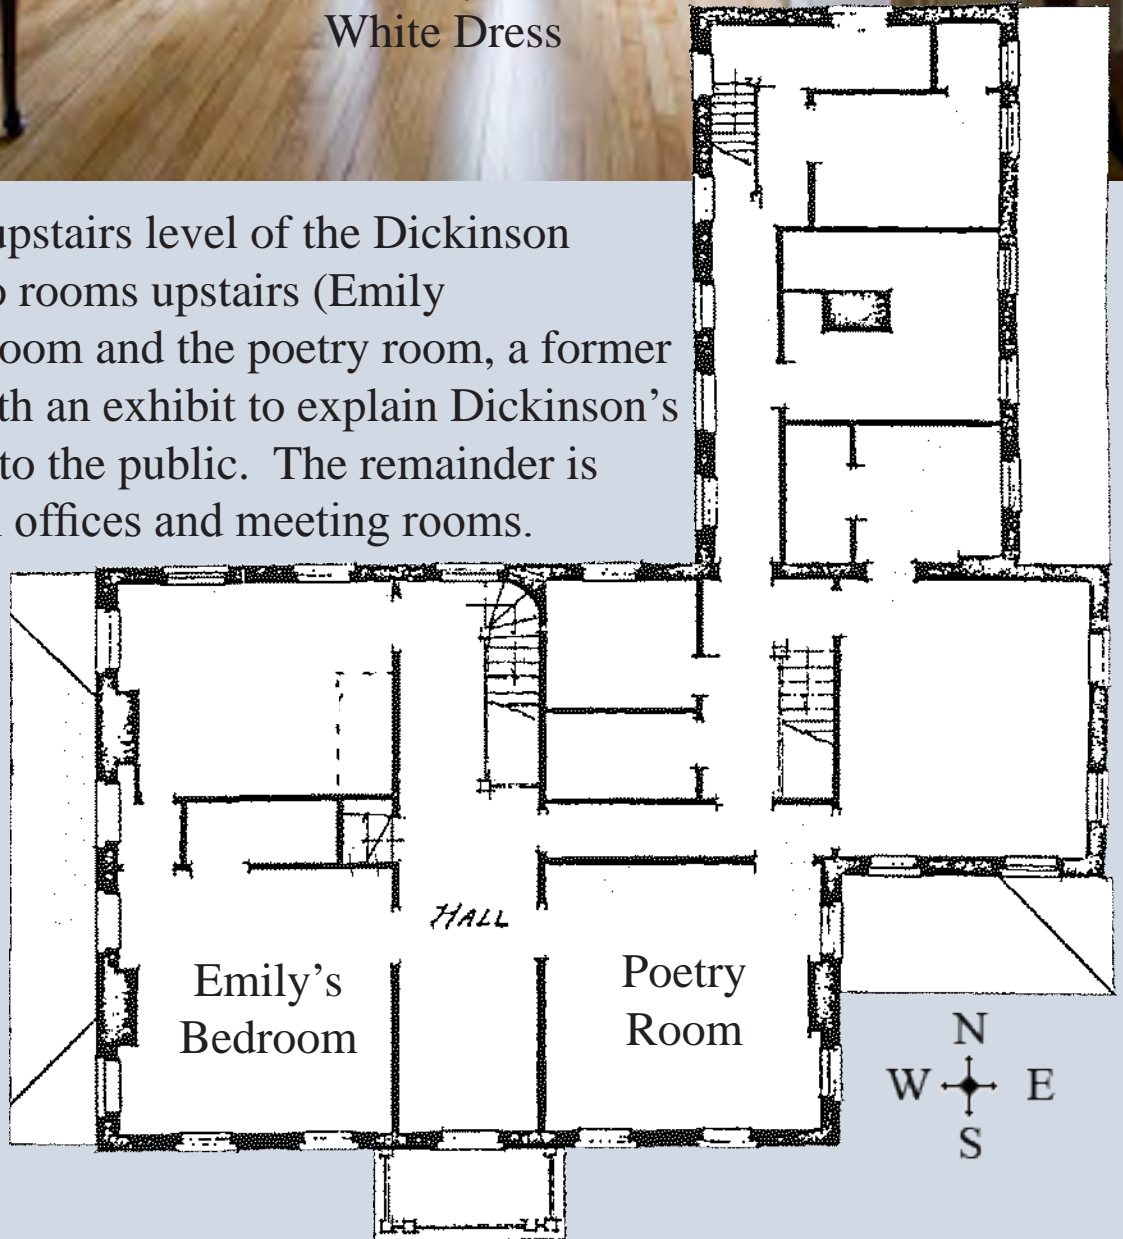 White Dress
upstairs level of the Dickinson
rooms upstairs (Emily
oom and the poetry room, a former
th an exhibit to explain Dickinson's
to the public.  The remainder is
offices and meeting rooms.
HALL
Emily's
Bedroom
Poetry
Room
N
W E
S